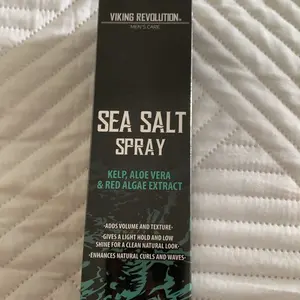 VIKING REVOLUTION™
MEN'S CARE
SEA SALT
SPRAY
KELP, ALOE VERA
& RED ALGAE EXTRACT
-ADDS VOLUME AND TEXTURE-
-GIVES A LIGHT HOLD AND LOW
SHINE FOR A CLEAN NATURAL LOOK-
-ENHANCES NATURAL CURLS AND WAVES-